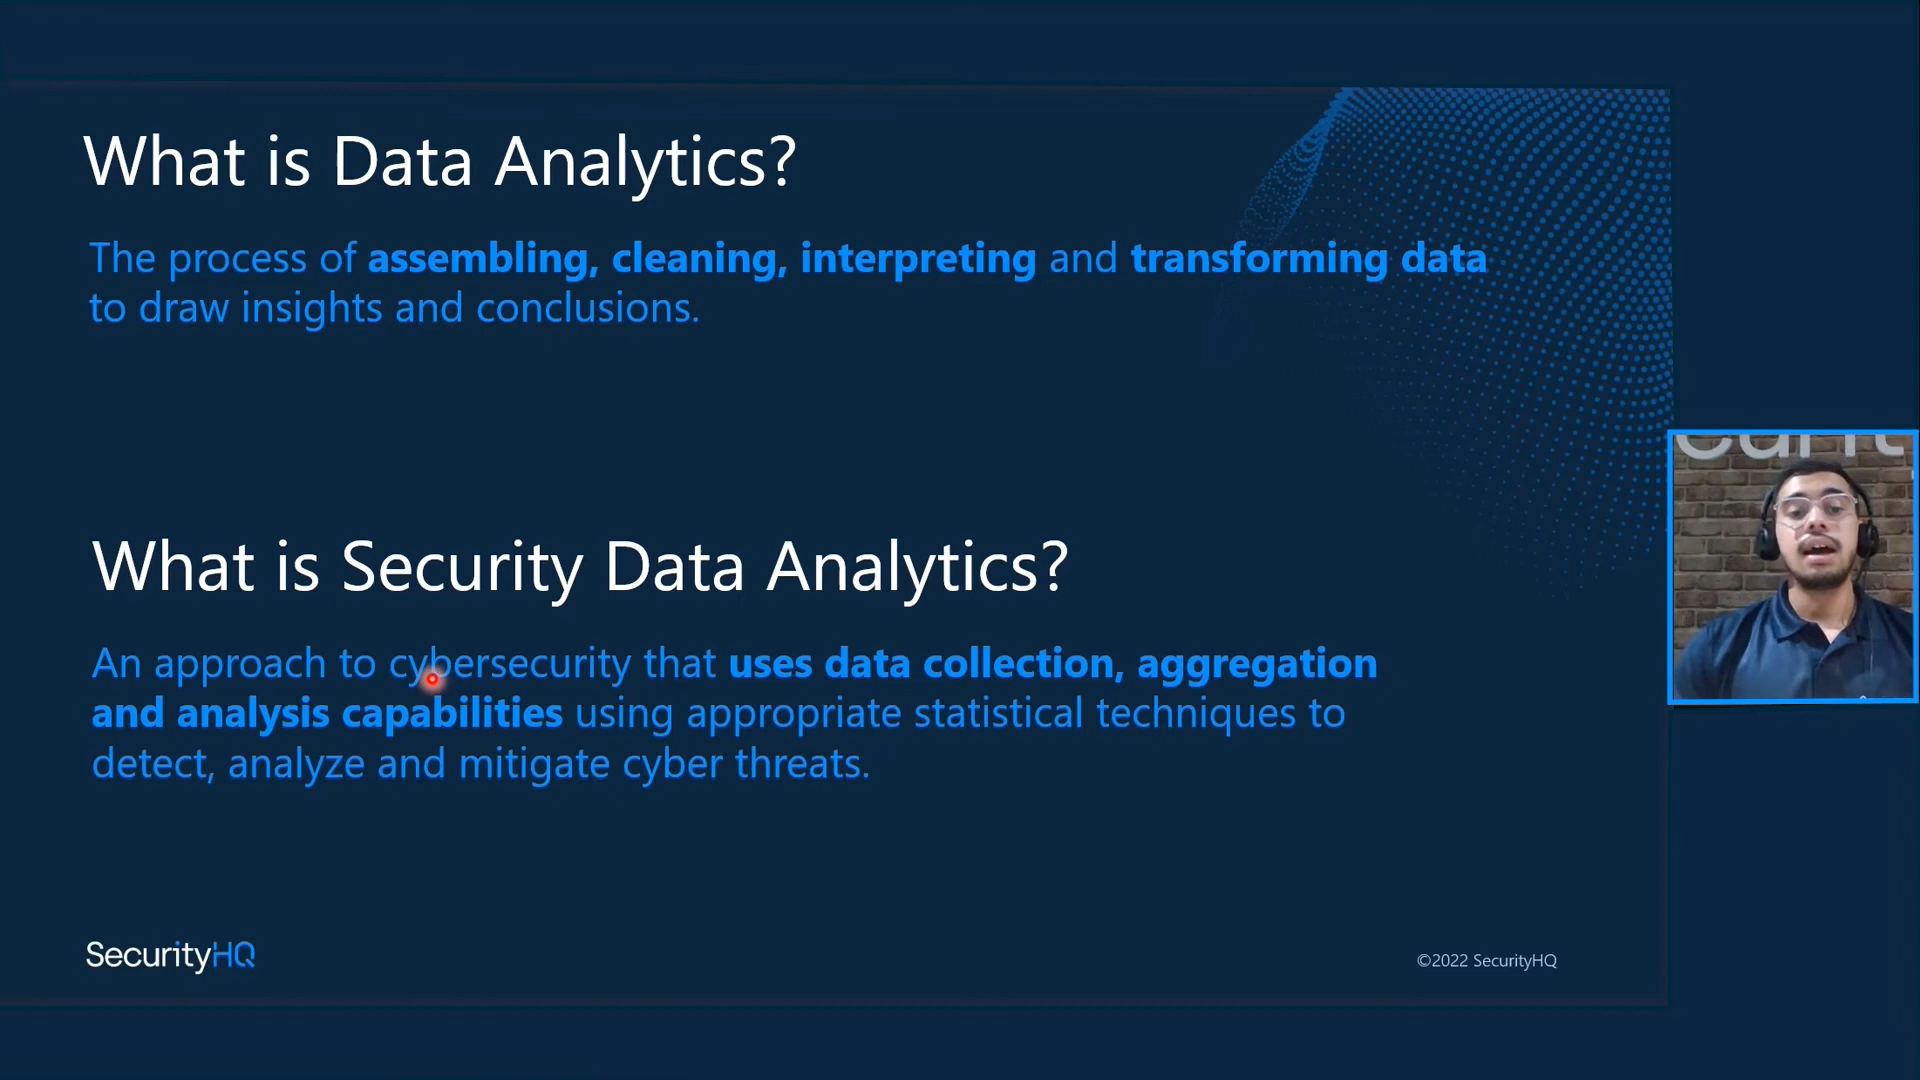 What is Data Analytics?
The process of assembling, cleaning, interpreting and transforming data
to draw insights and conclusions.
What is Security Data Analytics?
An approach to cybersecurity that uses data collection, aggregation
and analysis capabilities using appropriate statistical techniques to
detect, analyze and mitigate cyber threats.
SecurityHQ
©2022 SecurityHQ